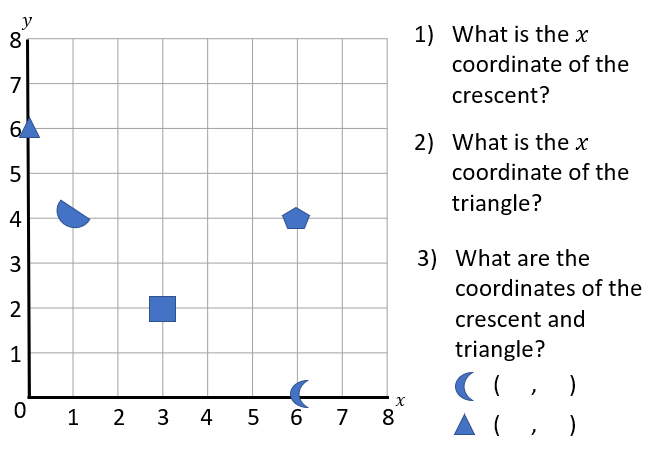 y
8
7
6
5
4
3
2
1
0 1 2 3 4 5 6 7 8 x
1) What is the x
coordinate of the
crescent?
2) What is the x
coordinate of the
triangle?
3) What are the
coordinates of the
crescent and
triangle?
( , )
( , )